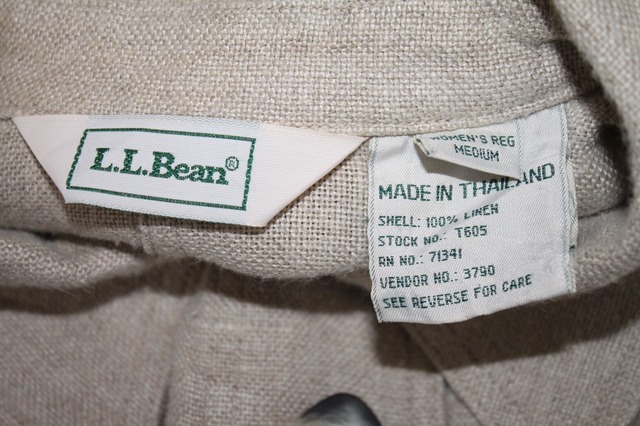 L.L.Bean®
WOMEN'S REG
MEDIUM
MADE IN THAILAND
SHELL: 100% LINEN
STOCK NO.: T605
RN NO.: 71341
VENDOR NO.: 3790
SEE REVERSE FOR CARE